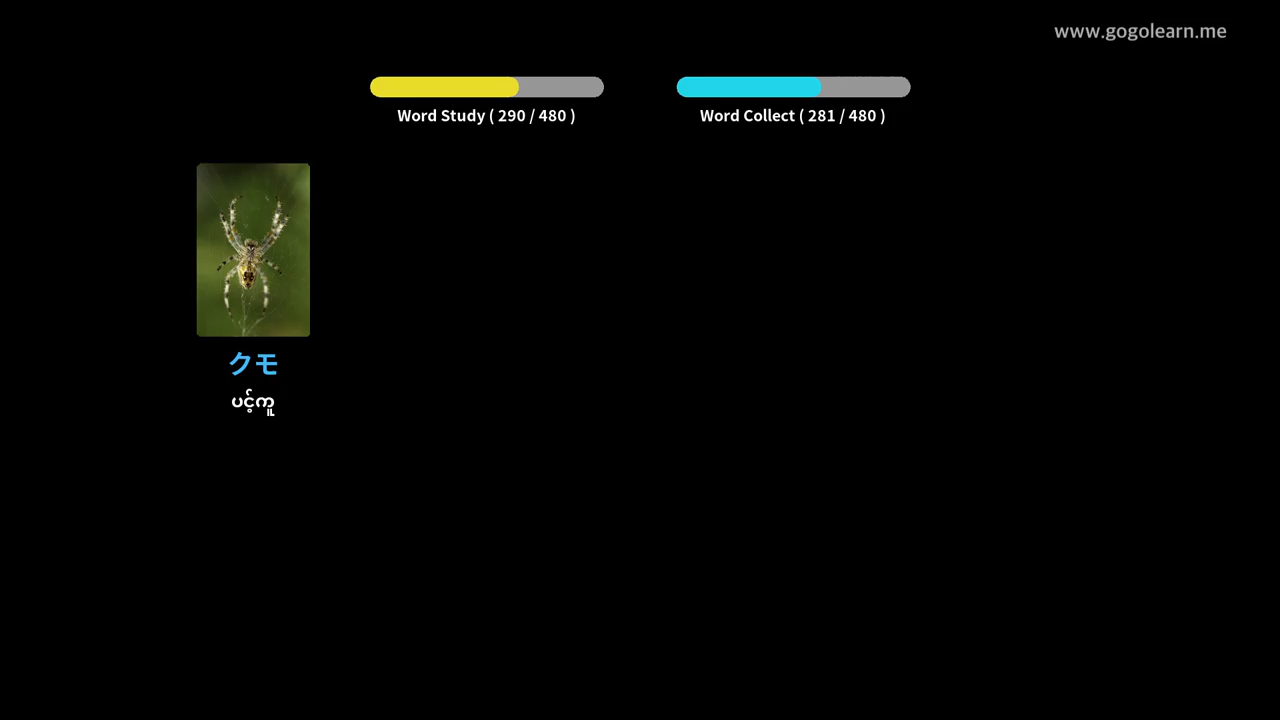 www.gogolearn.me
Word Study ( 290 / 480 )
Word Collect ( 281 / 480 )
クモ
ပင့်ကူ